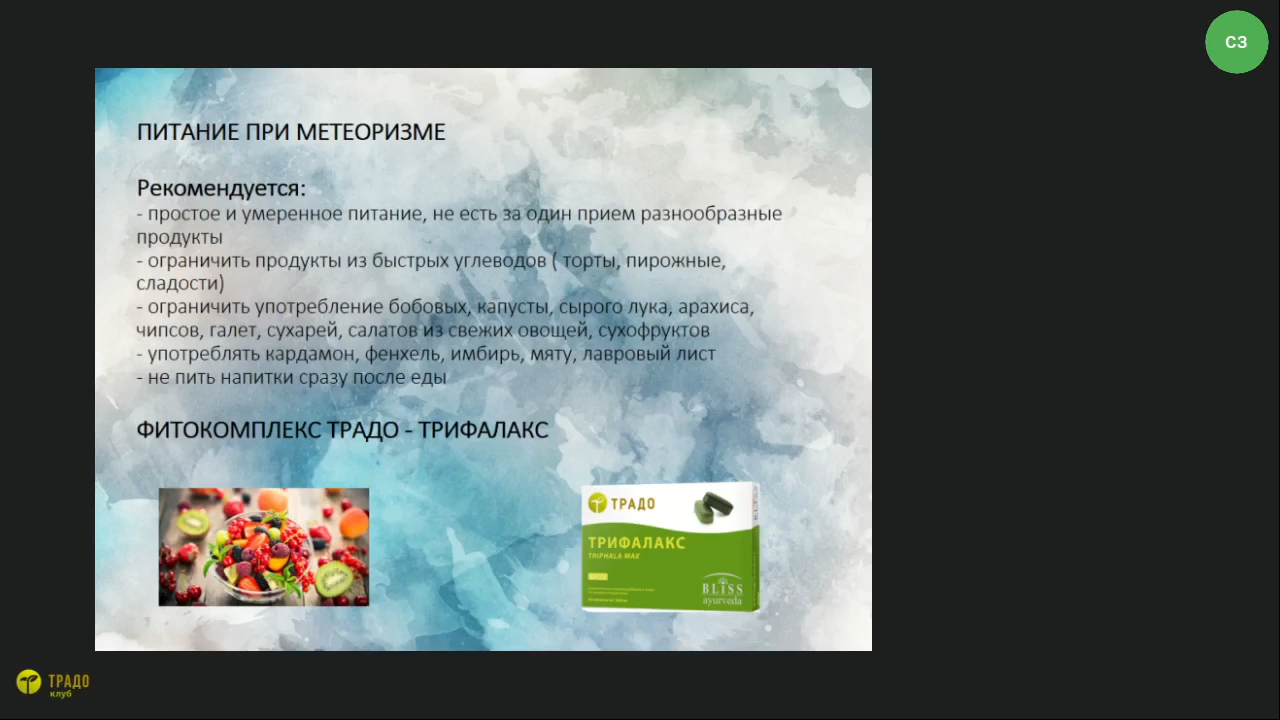 СЗ
ПИТАНИЕ ПРИ МЕТЕОРИЗМЕ
Рекомендуется:
- простое и умеренное питание, не есть за один прием разнообразные
продукты
- ограничить продукты из быстрых углеводов ( торты, пирожные,
сладости)
- ограничить употребление бобовых, капусты, сырого лука, арахиса,
чипсов, галет, сухарей, салатов из свежих овощей, сухофруктов
- употреблять кардамон, фенхель, имбирь, мяту, лавровый лист
- не пить напитки сразу после еды
ФИТОКОМПЛЕКС ТРАДО - ТРИФАЛАКС
ТРАДО
ТРИФАЛАКС
TRIPHALA MAX
BLISS
ayurveda
ТРАДО
клуб